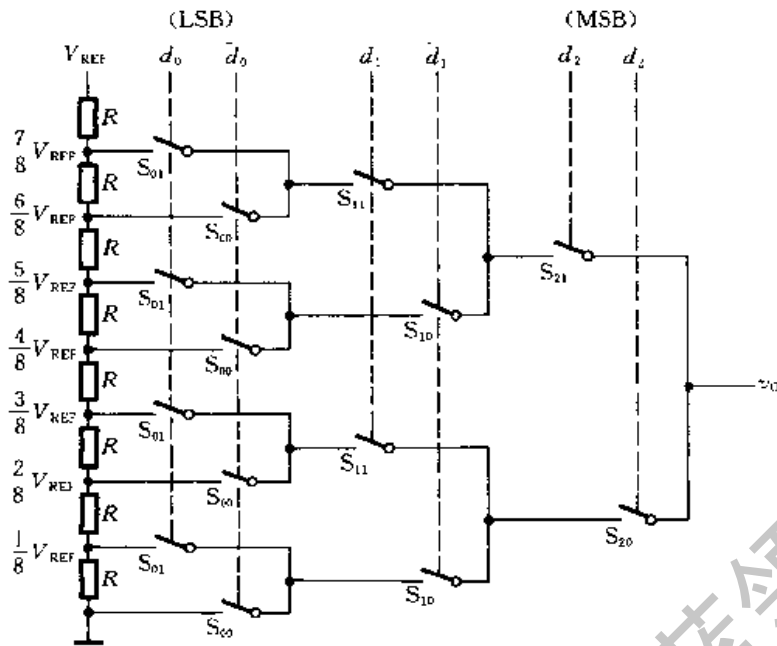 (LSB) (MSB)
V_REF d₀ d̄₀ d₁ d̄₁ d₂ d̄₂
R
7/8 V_REF S₀₁
R S₁₁
6/8 V_REF S₀₀
R S₂₁
5/8 V_REF S₀₁
R S₁₀
4/8 V_REF S₀₀
R v_O
3/8 V_REF S₀₁
R S₁₁
2/8 V_REF S₀₀
R S₂₀
1/8 V_REF S₀₁
R S₁₀
S₀₀